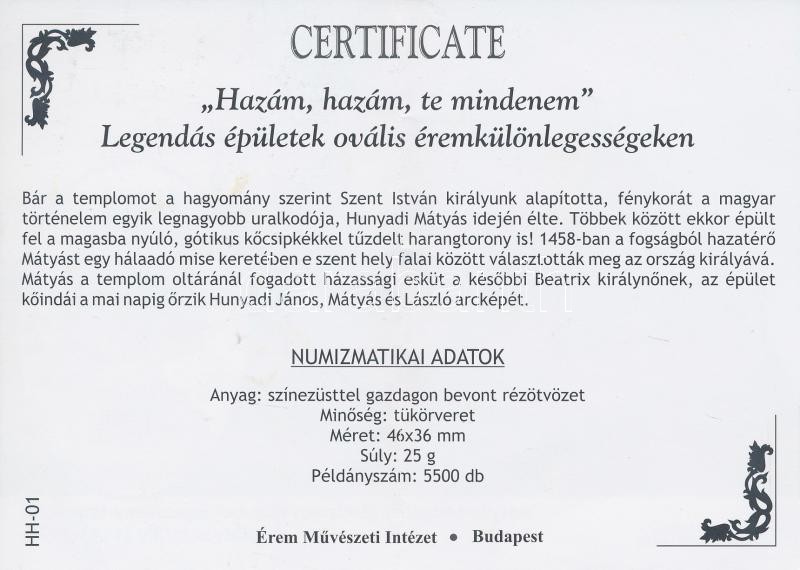 CERTIFICATE
„Hazám, hazám, te mindenem”
Legendás épületek ovális éremkülönlegességeken
Bár a templomot a hagyomány szerint Szent István királyunk alapította, fénykorát a magyar
történelem egyik legnagyobb uralkodója, Hunyadi Mátyás idején élte. Többek között ekkor épült
fel a magasba nyúló, gótikus kőcsipkékkel tűzdelt harangtorony is! 1458-ban a fogságból hazatérő
Mátyást egy hálaadó mise keretében e szent hely falai között választották meg az ország királyává.
Mátyás a templom oltáránál fogadott házassági esküt a későbbi Beatrix királynőnek, az épület
kőindái a mai napig őrzik Hunyadi János, Mátyás és László arcképét.
NUMIZMATIKAI ADATOK
Anyag: színezüsttel gazdagon bevont rézötvözet
Minőség: tükörveret
Méret: 46x36 mm
Súly: 25 g
Példányszám: 5500 db
HH-01
Érem Művészeti Intézet • Budapest